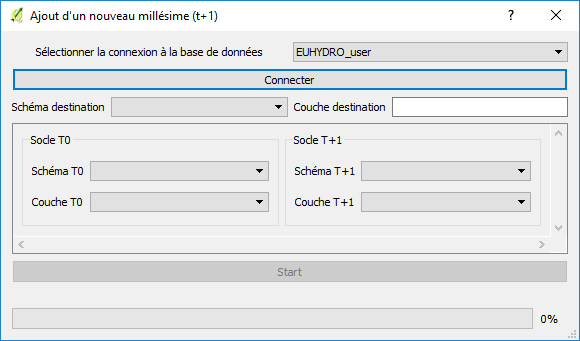 Ajout d'un nouveau millésime (t+1)
?
Sélectionner la connexion à la base de données EUHYDRO_user
Connecter
Schéma destination Couche destination
Socle T0 Socle T+1
Schéma T0 Schéma T+1
Couche T0 Couche T+1
Start
0%